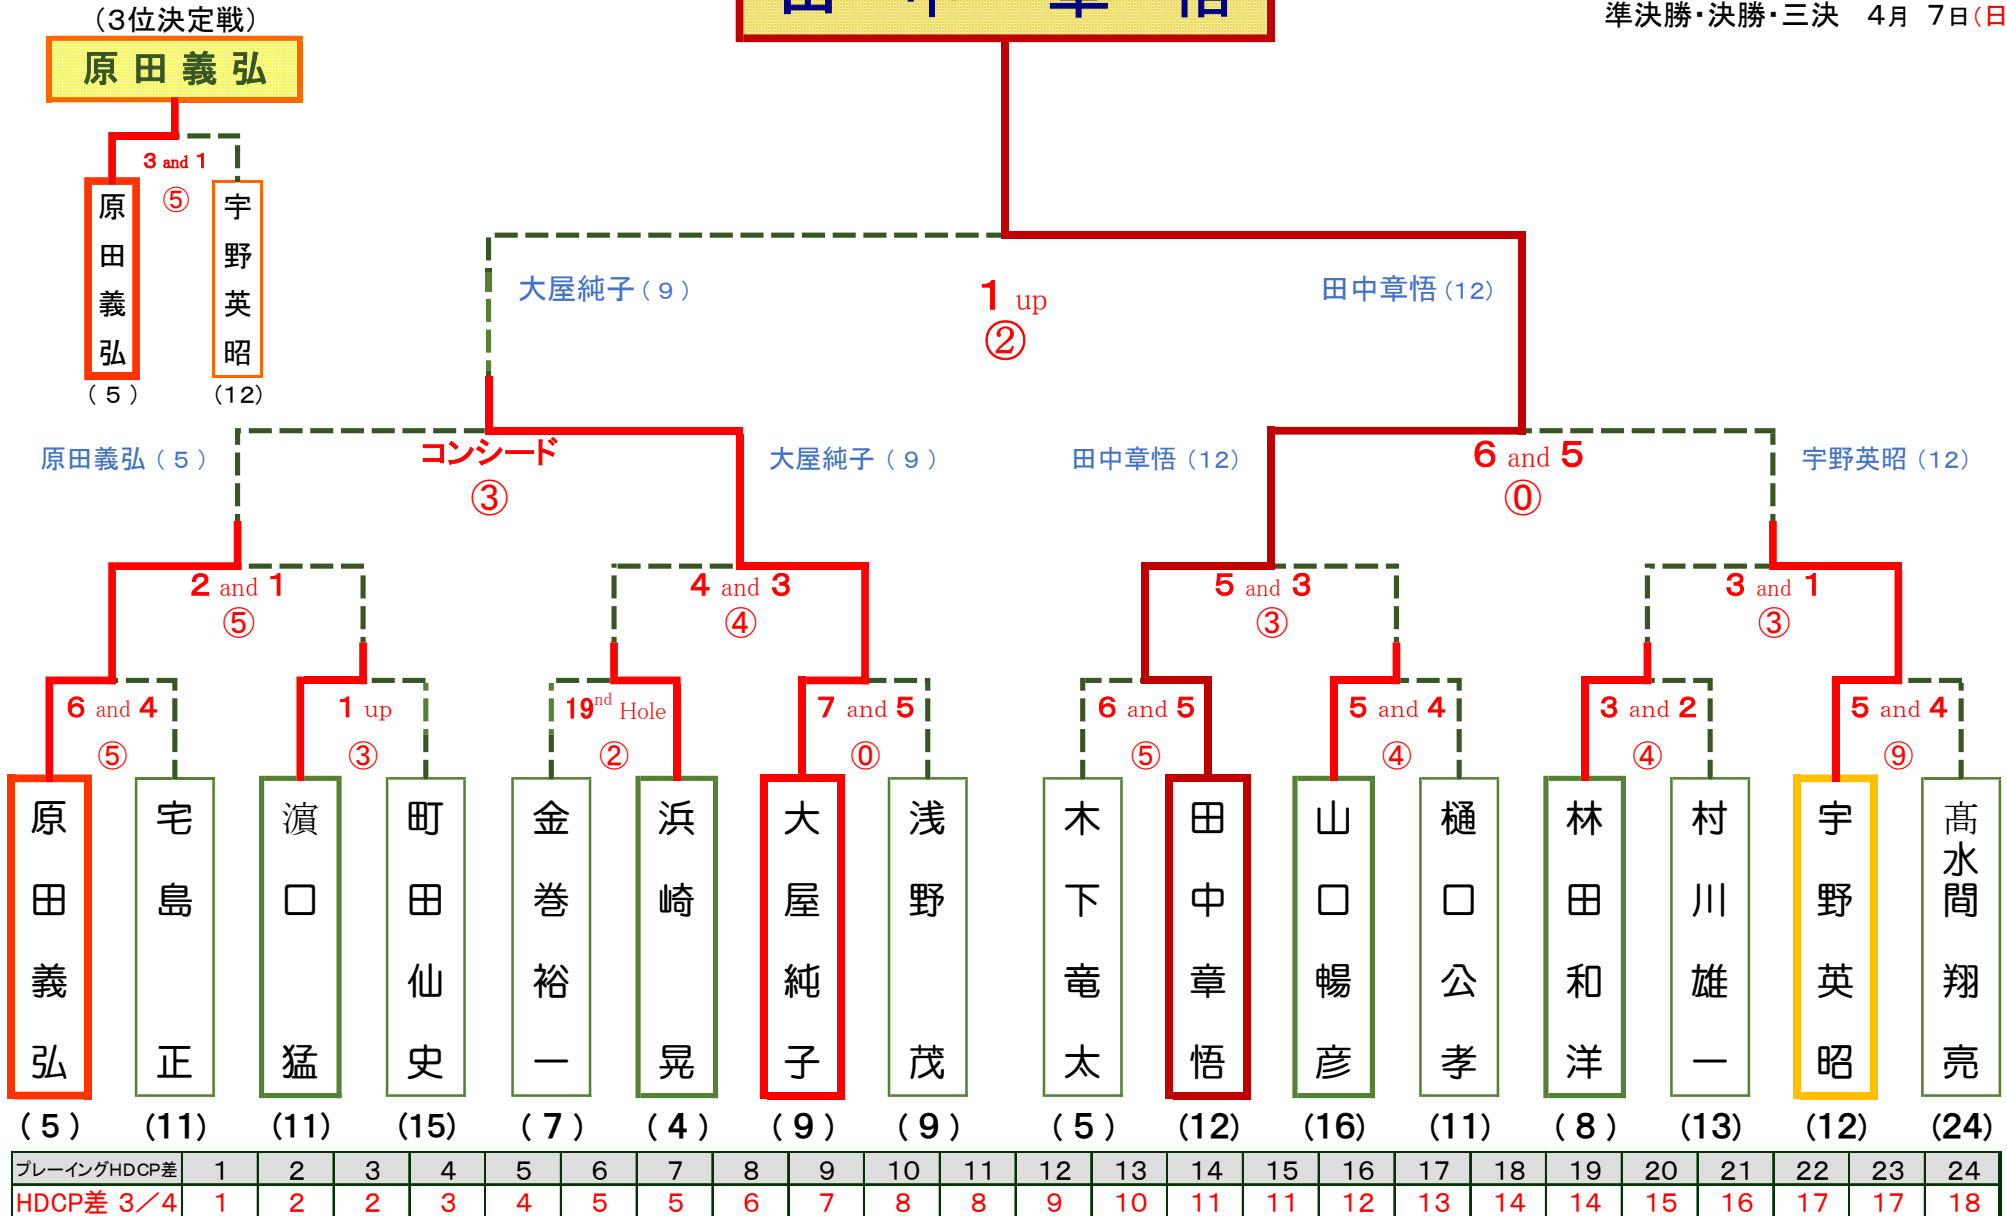 (3位決定戦)
田中章悟
準決勝・決勝・三決 4月 7日(日
原田義弘
3 and 1
⑤
原田義弘
宇野英昭
(5)
(12)
大屋純子(9)
1 up
②
田中章悟(12)
原田義弘(5)
コンシード
③
大屋純子(9)
田中章悟(12)
6 and 5
⓪
宇野英昭(12)
2 and 1
⑤
4 and 3
④
5 and 3
③
3 and 1
③
6 and 4
⑤
1 up
③
19nd Hole
②
7 and 5
⓪
6 and 5
⑤
5 and 4
④
3 and 2
④
5 and 4
⑨
原田義弘
宅島正
濵口猛
町田仙史
金巻裕一
浜崎晃
大屋純子
浅野茂
木下竜太
田中章悟
山口暢彦
樋口公孝
林田和洋
村川雄一
宇野英昭
髙水間翔亮
(5) (11) (11) (15) (7) (4) (9) (9) (5) (12) (16) (11) (8) (13) (12) (24)
プレーイングHDCP差 1 2 3 4 5 6 7 8 9 10 11 12 13 14 15 16 17 18 19 20 21 22 23 24
HDCP差 3/4 1 2 2 3 4 5 5 6 7 8 8 9 10 11 11 12 13 14 14 15 16 17 17 18